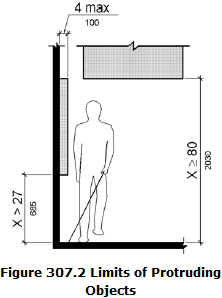 4 max
100
X > 27
685
X ≥ 80
2030
Figure 307.2 Limits of Protruding
Objects